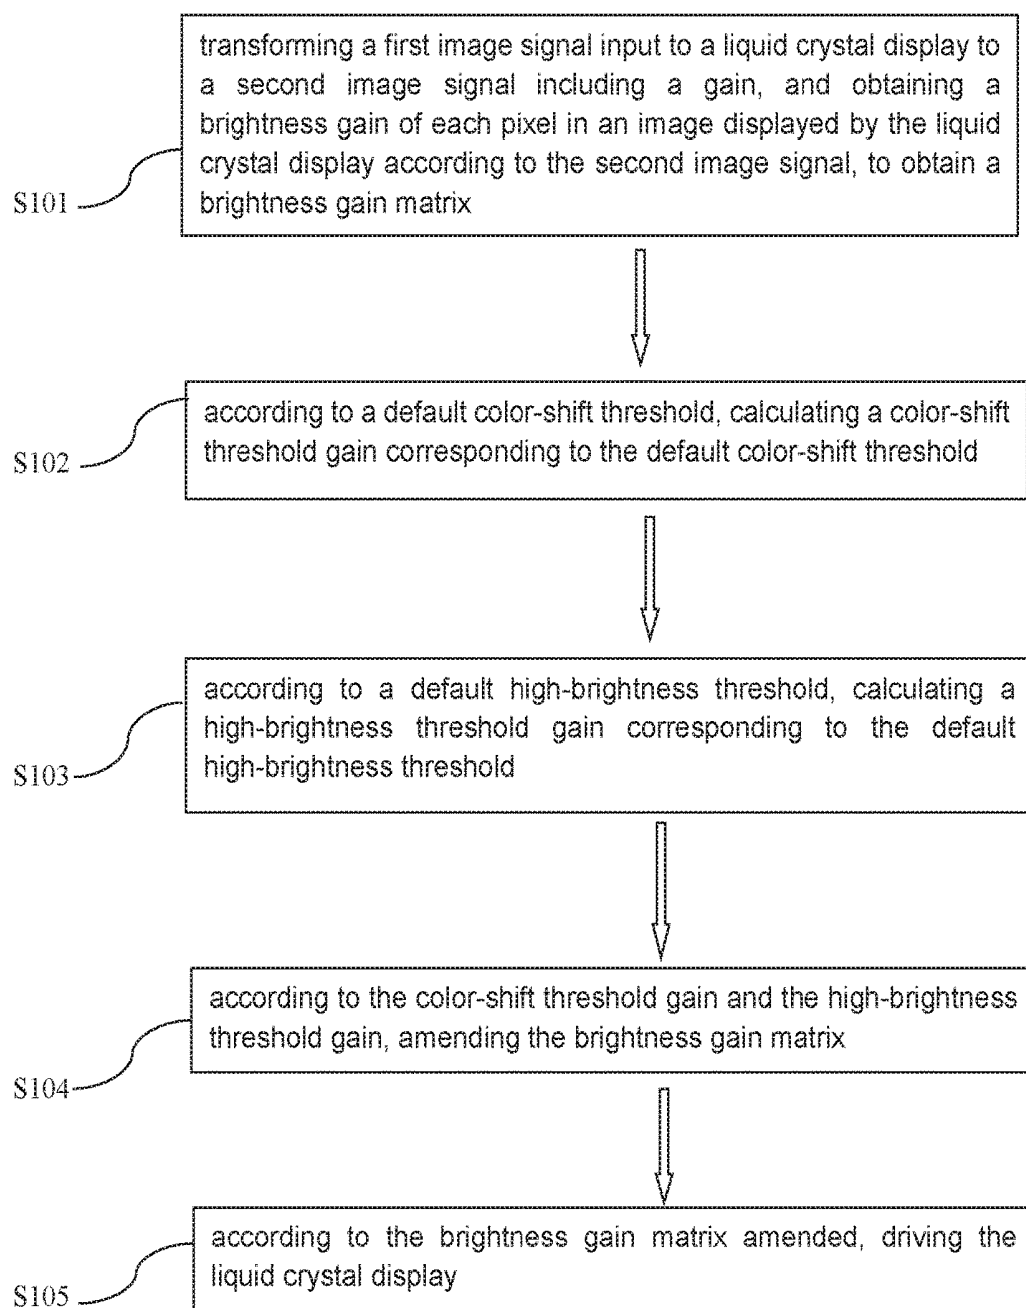 transforming a first image signal input to a liquid crystal display to
a second image signal including a gain, and obtaining a
brightness gain of each pixel in an image displayed by the liquid
crystal display according to the second image signal, to obtain a
brightness gain matrix
S101
according to a default color-shift threshold, calculating a color-shift
threshold gain corresponding to the default color-shift threshold
S102
according to a default high-brightness threshold, calculating a
high-brightness threshold gain corresponding to the default
high-brightness threshold
S103
according to the color-shift threshold gain and the high-brightness
threshold gain, amending the brightness gain matrix
S104
according to the brightness gain matrix amended, driving the
liquid crystal display
S105